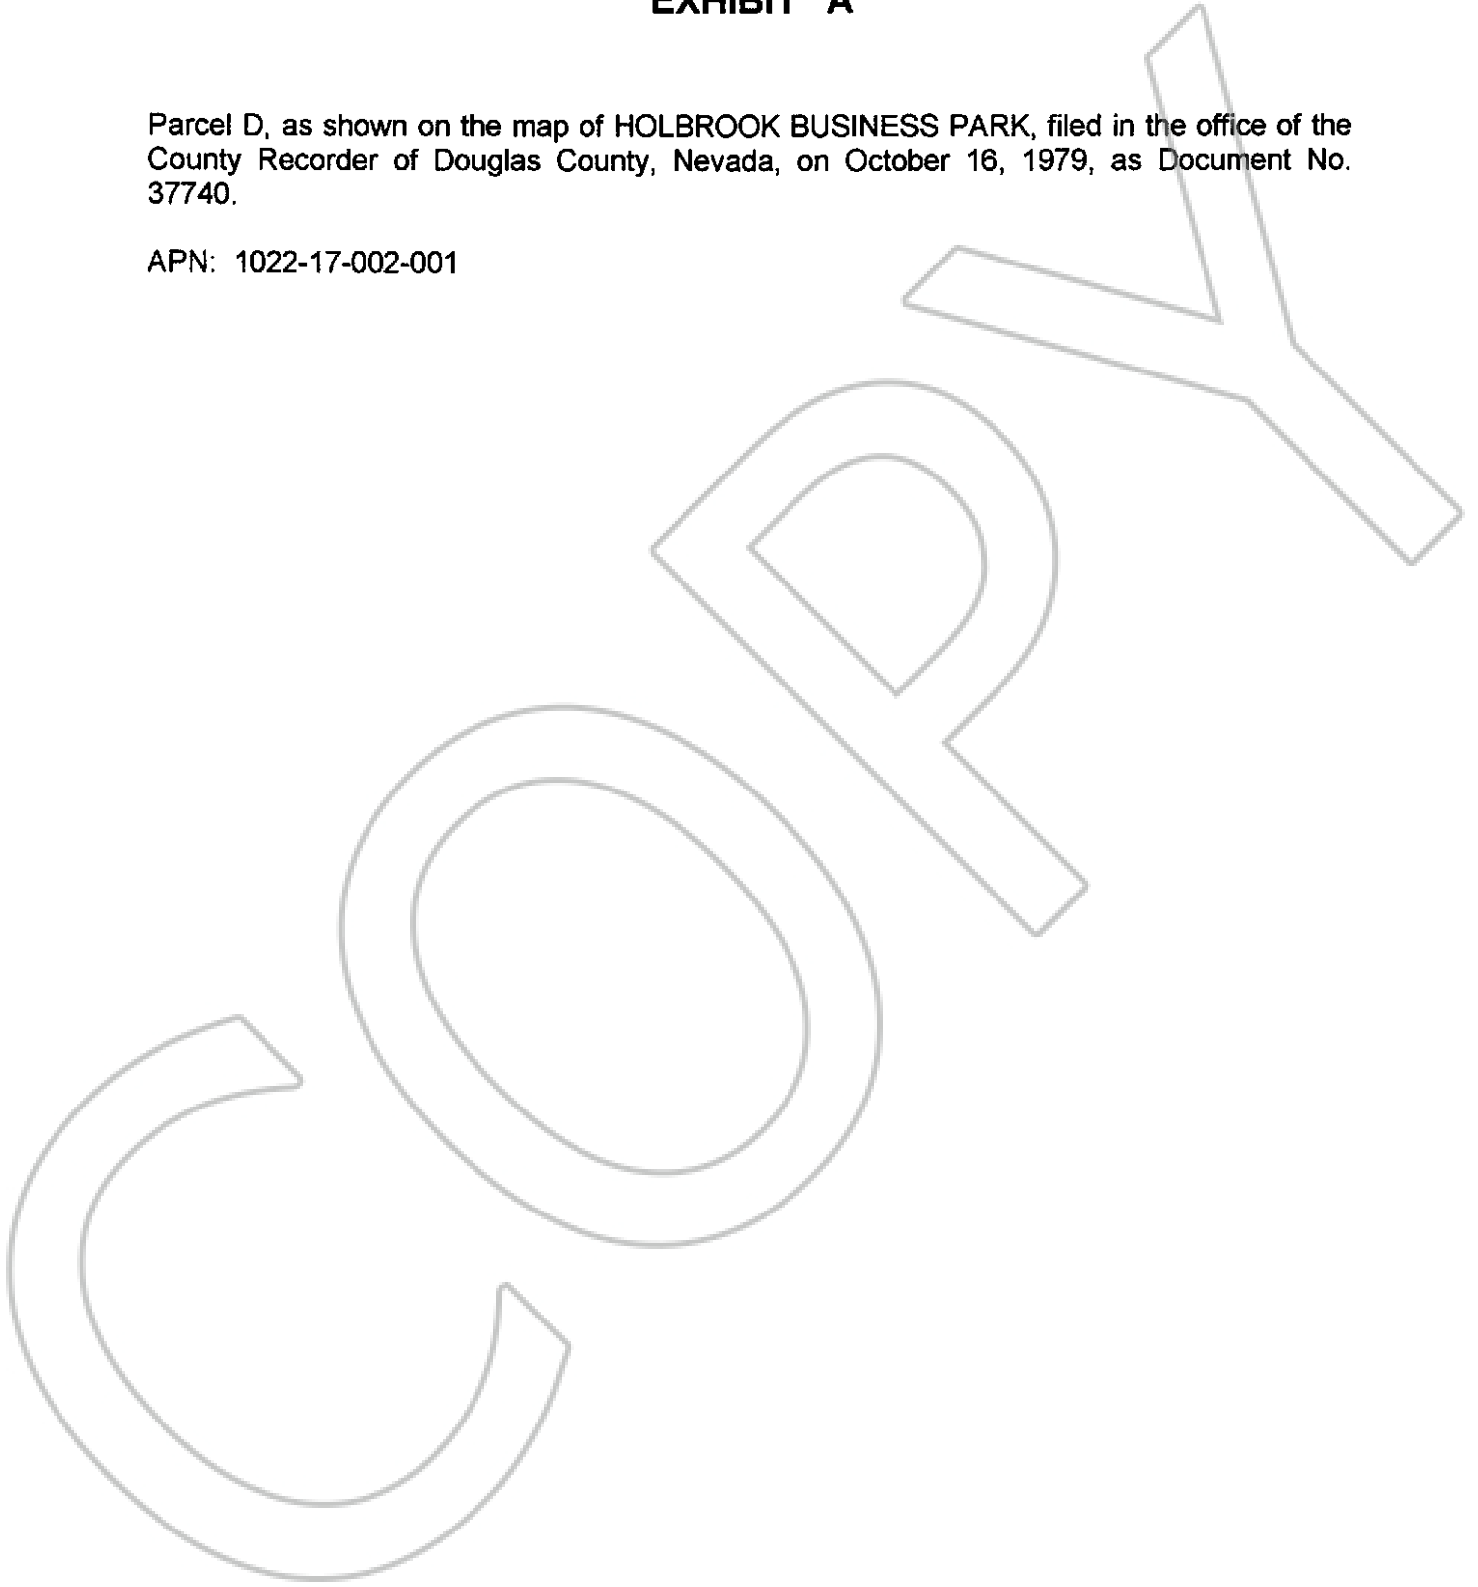 EXHIBIT "A"
Parcel D, as shown on the map of HOLBROOK BUSINESS PARK, filed in the office of the
County Recorder of Douglas County, Nevada, on October 16, 1979, as Document No.
37740.
APN: 1022-17-002-001
COPY